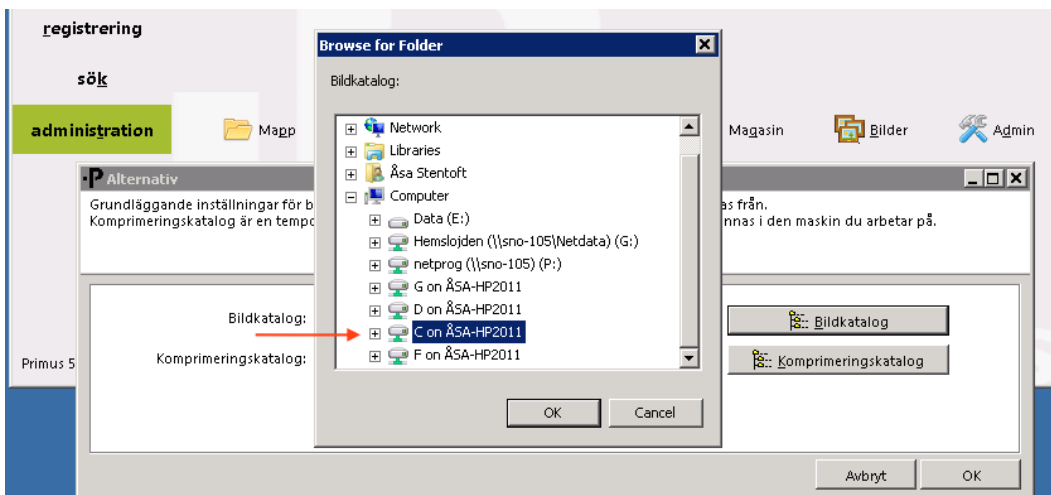 registrering
sök
administration
Mapp
Magasin
Bilder
Admin
Browse for Folder
Bildkatalog:
Network
Libraries
Åsa Stentoft
Computer
Data (E:)
Hemslojden (\\sno-105\Netdata) (G:)
netprog (\\sno-105) (P:)
G on ÅSA-HP2011
D on ÅSA-HP2011
C on ÅSA-HP2011
F on ÅSA-HP2011
OK
Cancel
P Alternativ
Grundläggande inställningar för b
as från.
Komprimeringskatalog är en tempo
nnas i den maskin du arbetar på.
Bildkatalog:
Bildkatalog
Komprimeringskatalog:
Komprimeringskatalog
Primus 5
Avbryt
OK